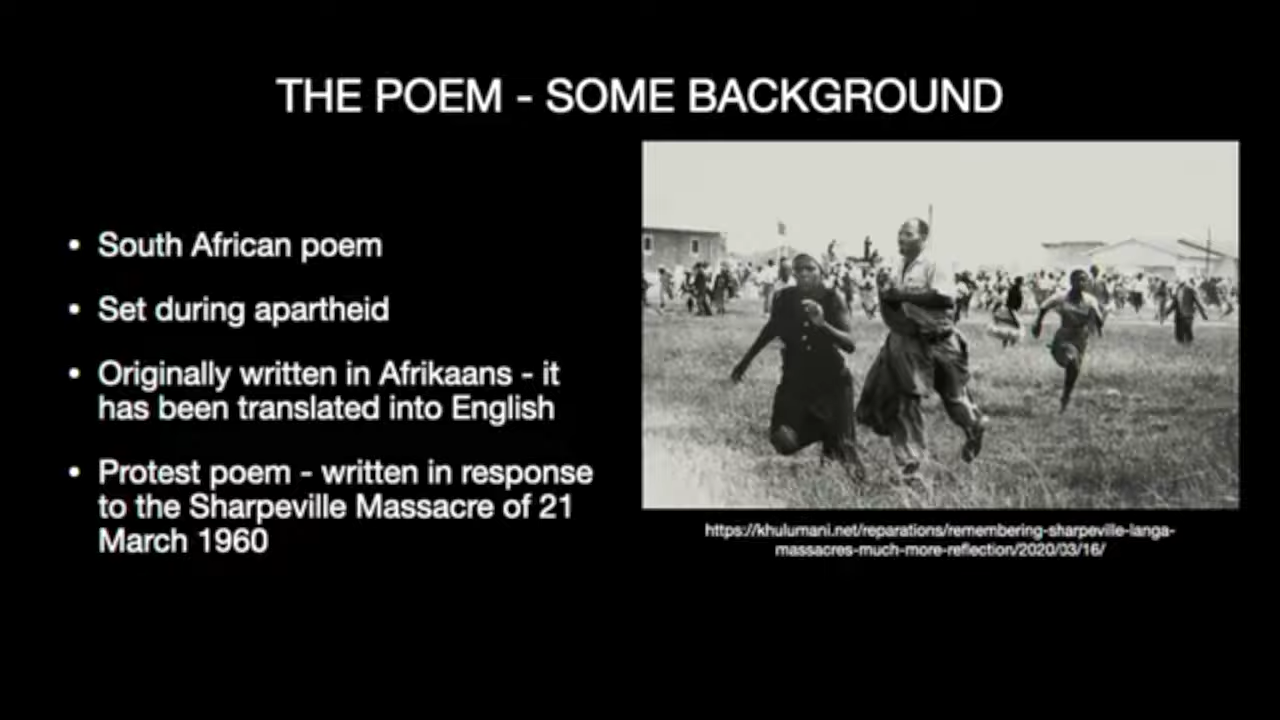 THE POEM - SOME BACKGROUND
• South African poem
• Set during apartheid
• Originally written in Afrikaans - it
has been translated into English
• Protest poem - written in response
to the Sharpeville Massacre of 21
March 1960
https://khulumani.net/reparations/remembering-sharpeville-langa-
massacres-much-more-reflection/2020/03/16/